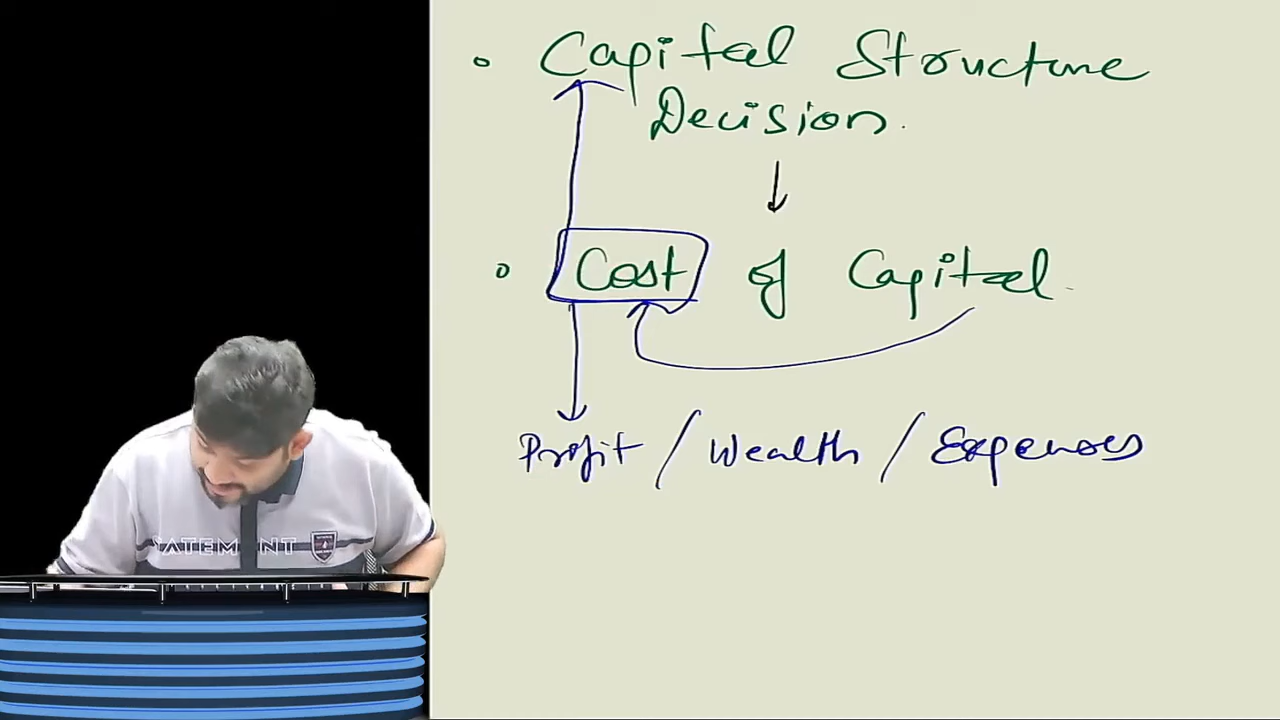 Capital Structure
Decision.
Cost of Capital.
Profit / Wealth / Expenses